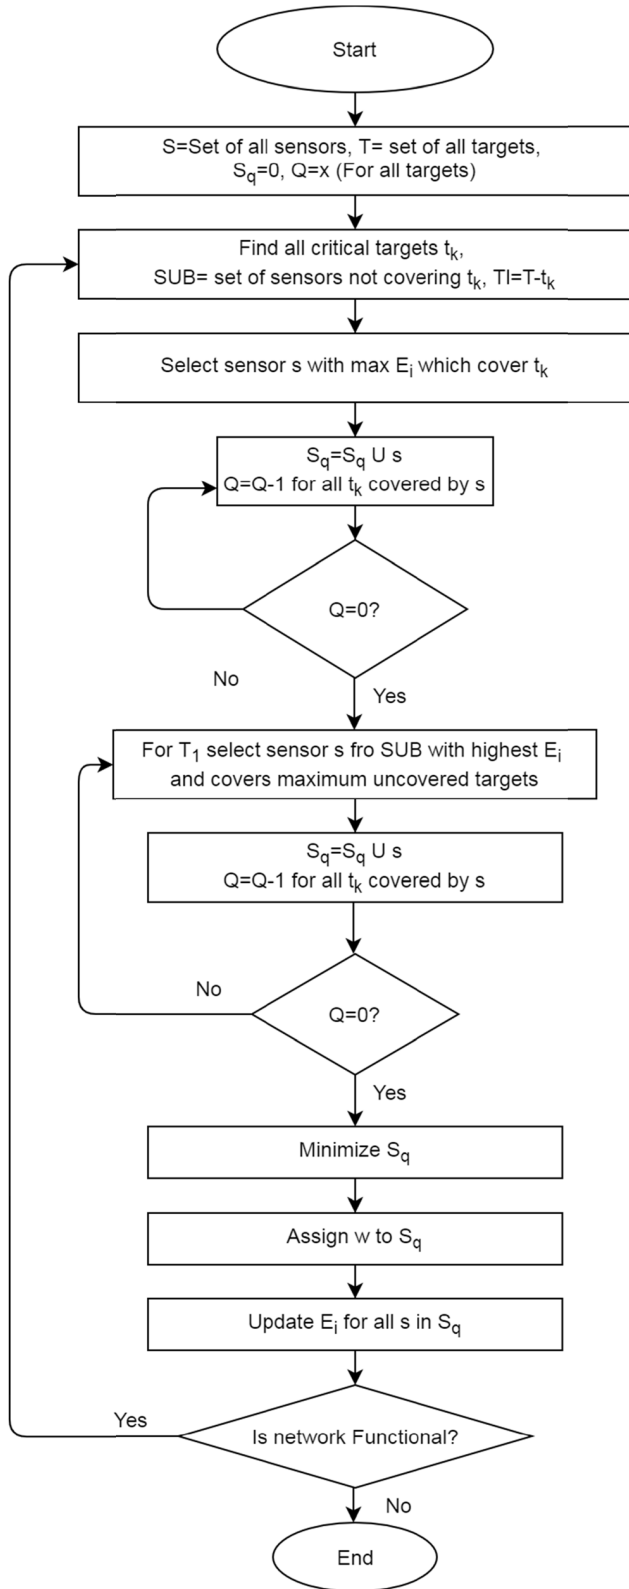 Start
S=Set of all sensors, T= set of all targets,
Sq=0, Q=x (For all targets)
Find all critical targets tk,
SUB= set of sensors not covering tk, TI=T-tk
Select sensor s with max Ei which cover tk
Sq=Sq U s
Q=Q-1 for all tk covered by s
Q=0?
No
Yes
For T1 select sensor s fro SUB with highest Ei
and covers maximum uncovered targets
Sq=Sq U s
Q=Q-1 for all tk covered by s
No
Q=0?
Yes
Minimize Sq
Assign w to Sq
Update Ei for all s in Sq
Yes
Is network Functional?
No
End